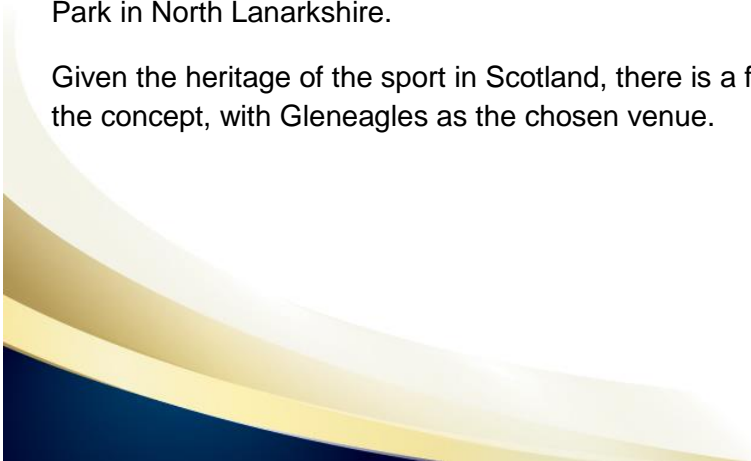 Park in North Lanarkshire.
Given the heritage of the sport in Scotland, there is a f
the concept, with Gleneagles as the chosen venue.